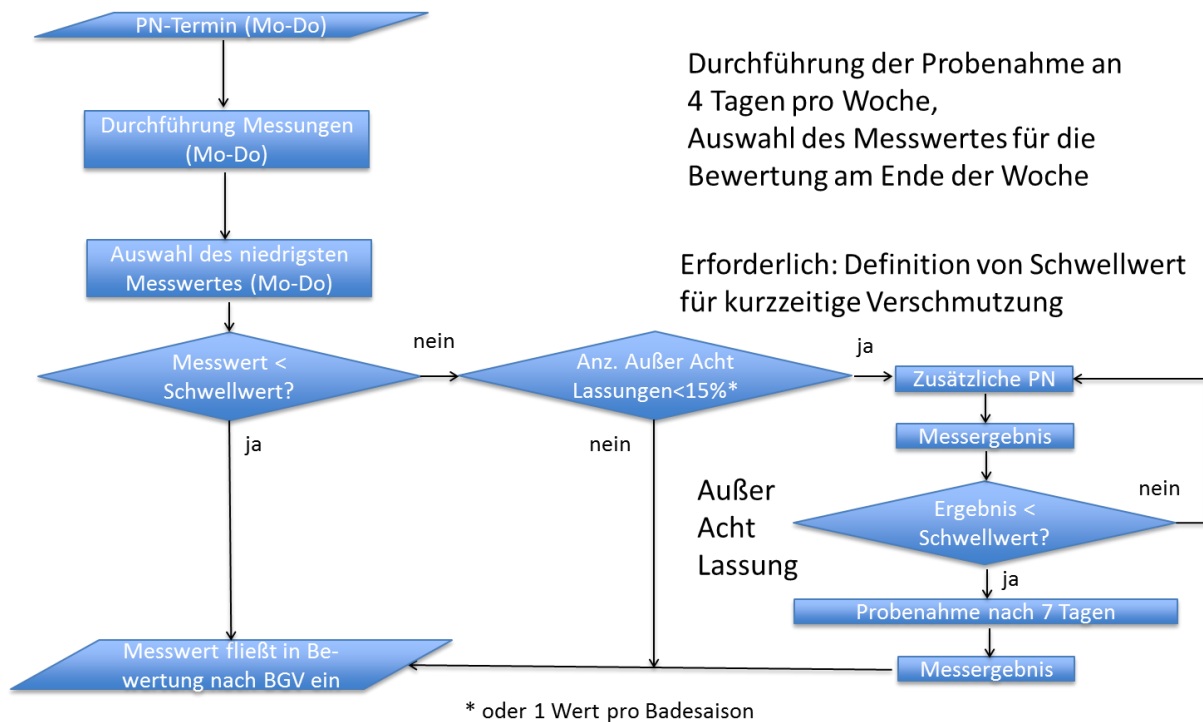 PN-Termin (Mo-Do)
Durchführung der Probenahme an
4 Tagen pro Woche,
Auswahl des Messwertes für die
Bewertung am Ende der Woche
Durchführung Messungen
(Mo-Do)
Auswahl des niedrigsten
Messwertes (Mo-Do)
Erforderlich: Definition von Schwellwert
für kurzzeitige Verschmutzung
Messwert <
Schwellwert?
nein
Anz. Außer Acht
Lassungen<15%*
ja
Zusätzliche PN
Messergebnis
ja
nein
Außer
Acht
Lassung
Ergebnis <
Schwellwert?
nein
ja
Probenahme nach 7 Tagen
Messergebnis
Messwert fließt in Be-
wertung nach BGV ein
* oder 1 Wert pro Badesaison